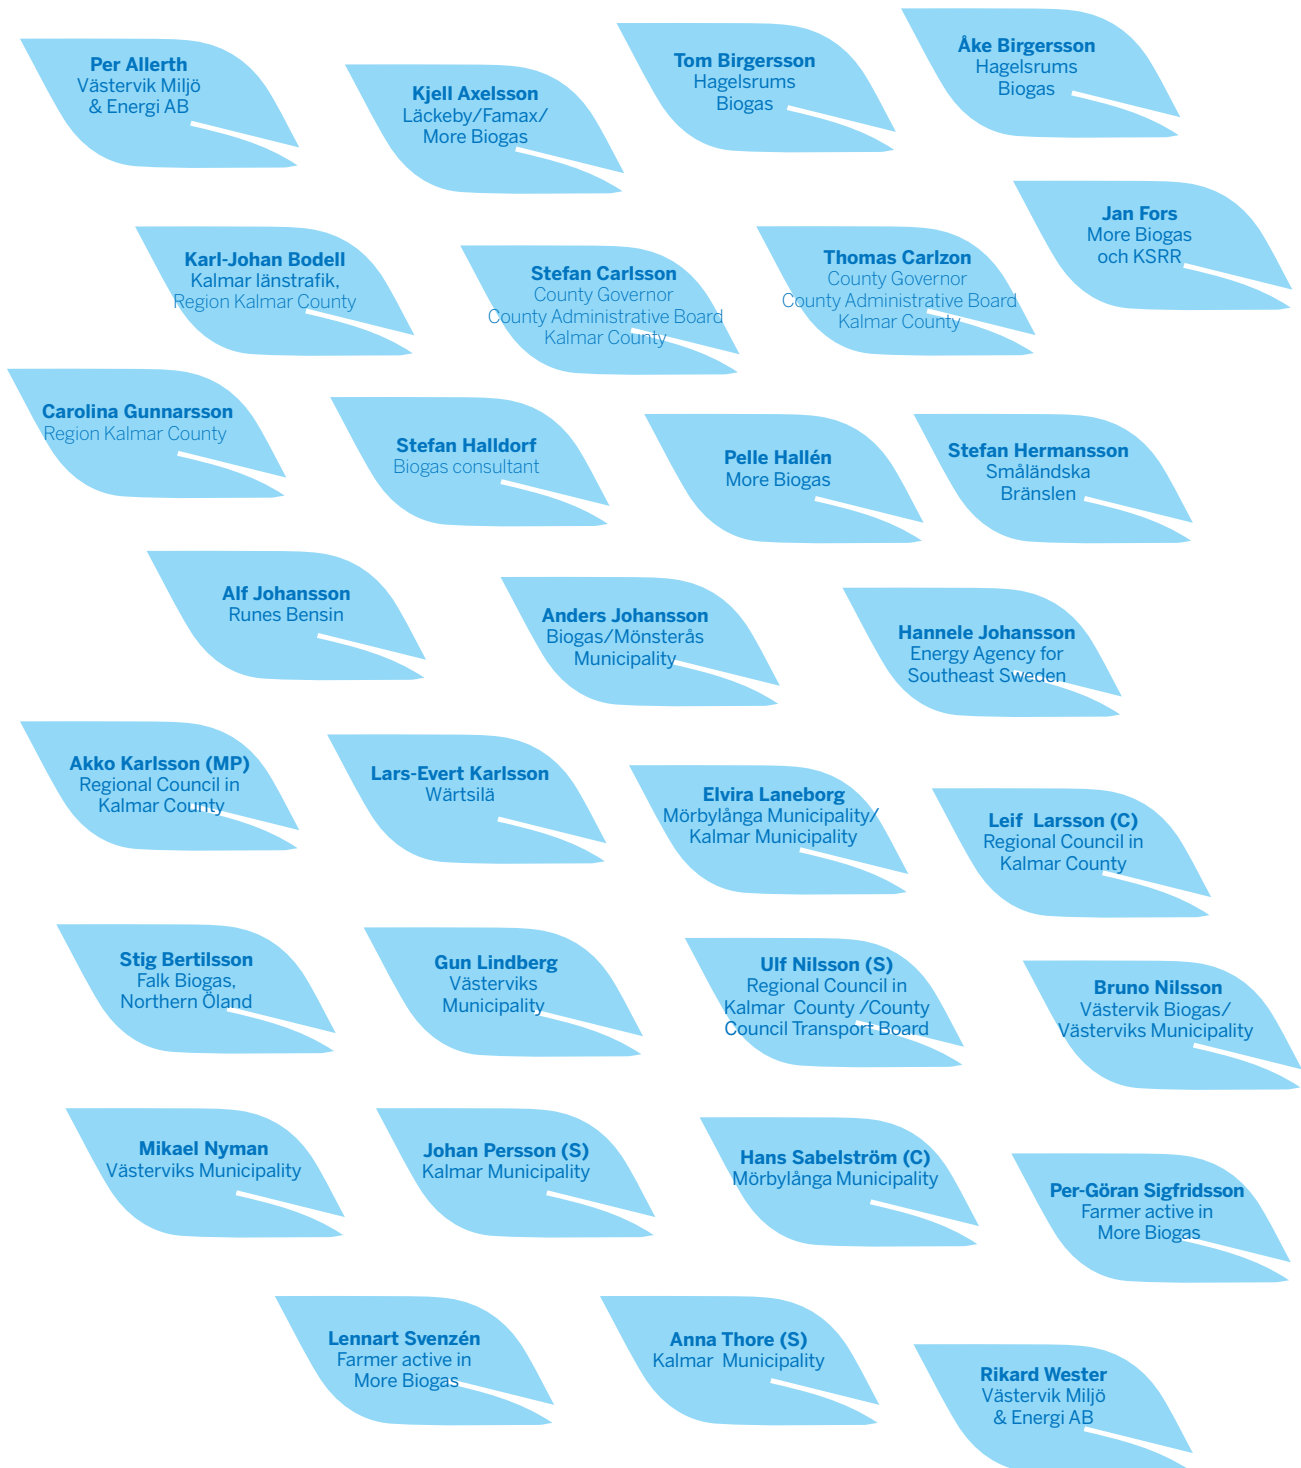 Per Allerth
Västervik Miljö
& Energi AB
Kjell Axelsson
Läckeby/Famax/
More Biogas
Tom Birgersson
Hagelsrums
Biogas
Åke Birgersson
Hagelsrums
Biogas
Karl-Johan Bodell
Kalmar länstrafik,
Region Kalmar County
Stefan Carlsson
County Governor
County Administrative Board
Kalmar County
Thomas Carlzon
County Governor
County Administrative Board
Kalmar County
Jan Fors
More Biogas
och KSRR
Carolina Gunnarsson
Region Kalmar County
Stefan Halldorf
Biogas consultant
Pelle Hallén
More Biogas
Stefan Hermansson
Småländska
Bränslen
Alf Johansson
Runes Bensin
Anders Johansson
Biogas/Mönsterås
Municipality
Hannele Johansson
Energy Agency for
Southeast Sweden
Akko Karlsson (MP)
Regional Council in
Kalmar County
Lars-Evert Karlsson
Wärtsilä
Elvira Laneborg
Mörbylånga Municipality/
Kalmar Municipality
Leif Larsson (C)
Regional Council in
Kalmar County
Stig Bertilsson
Falk Biogas,
Northern Öland
Gun Lindberg
Västerviks
Municipality
Ulf Nilsson (S)
Regional Council in
Kalmar County /County
Council Transport Board
Bruno Nilsson
Västervik Biogas/
Västerviks Municipality
Mikael Nyman
Västerviks Municipality
Johan Persson (S)
Kalmar Municipality
Hans Sabelström (C)
Mörbylånga Municipality
Per-Göran Sigfridsson
Farmer active in
More Biogas
Lennart Svenzén
Farmer active in
More Biogas
Anna Thore (S)
Kalmar Municipality
Rikard Wester
Västervik Miljö
& Energi AB